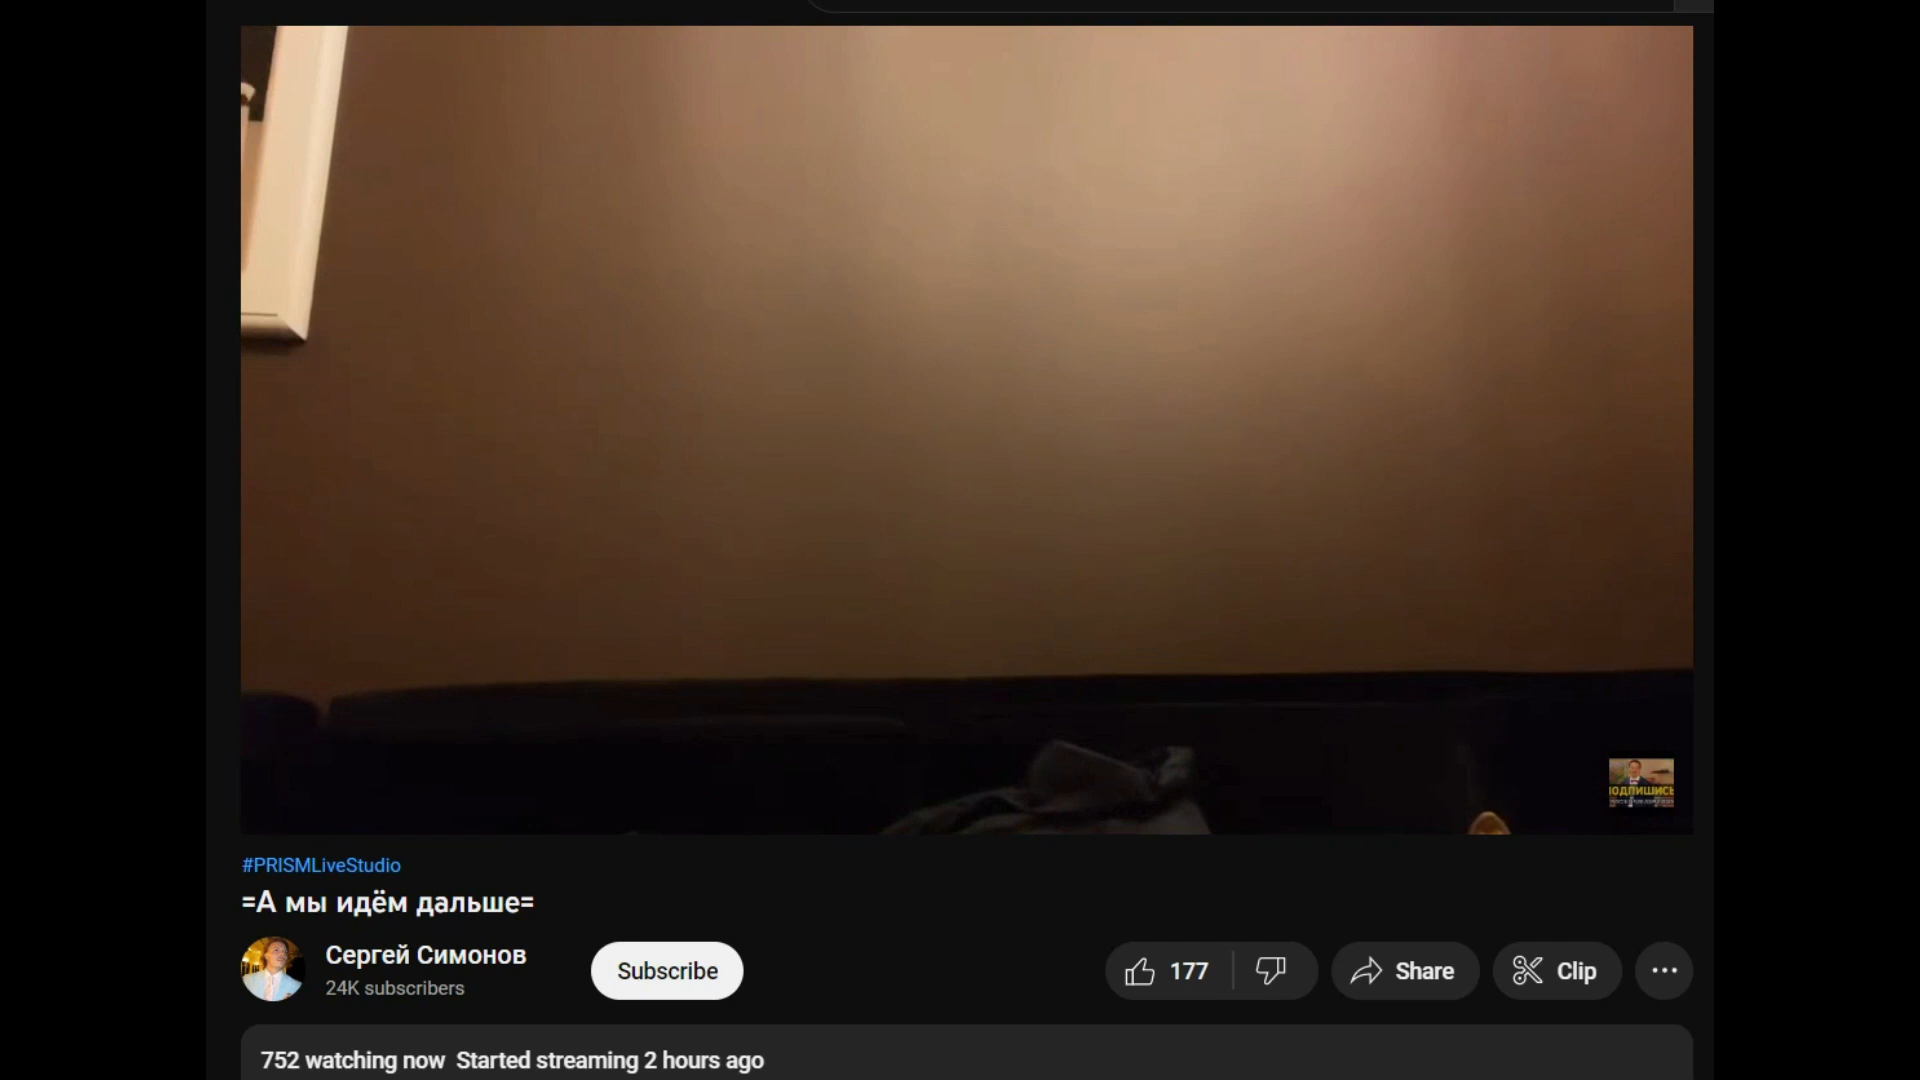 ПОДПИШИСЬ
#PRISMLiveStudio
=А мы идём дальше=
Сергей Симонов
24K subscribers
Subscribe
177
Share
Clip
752 watching now Started streaming 2 hours ago